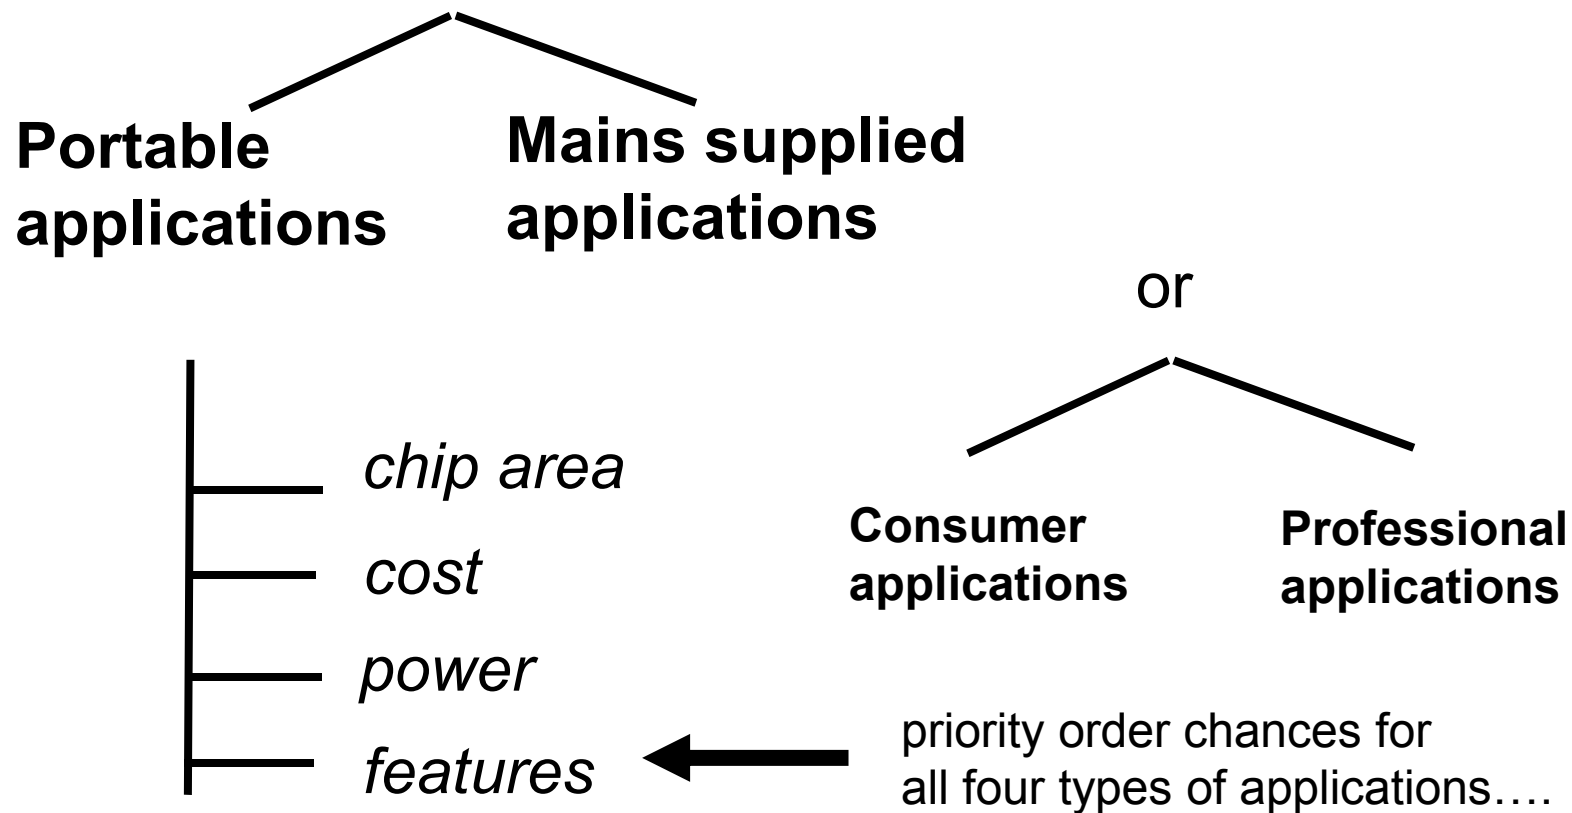 Portable
applications
Mains supplied
applications
or
chip area
cost
power
features
Consumer
applications
Professional
applications
priority order chances for
all four types of applications....